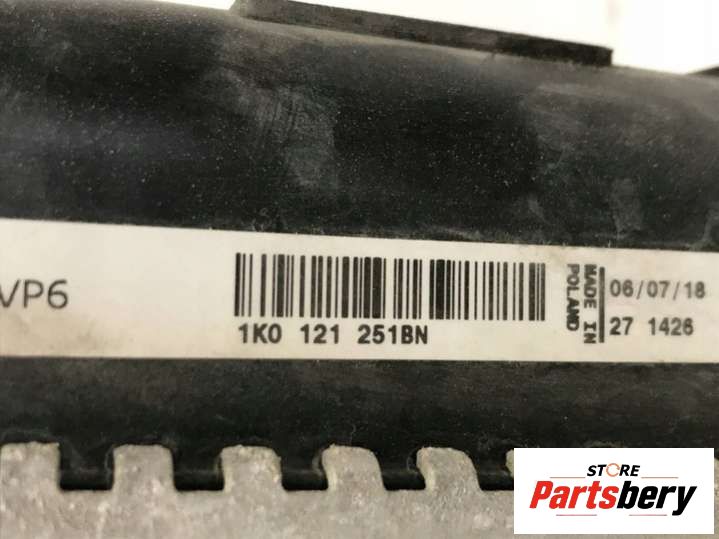 VP6
1K0 121 251BN
MADE IN
POLAND
06/07/18
27 1426
STORE
Partsbery